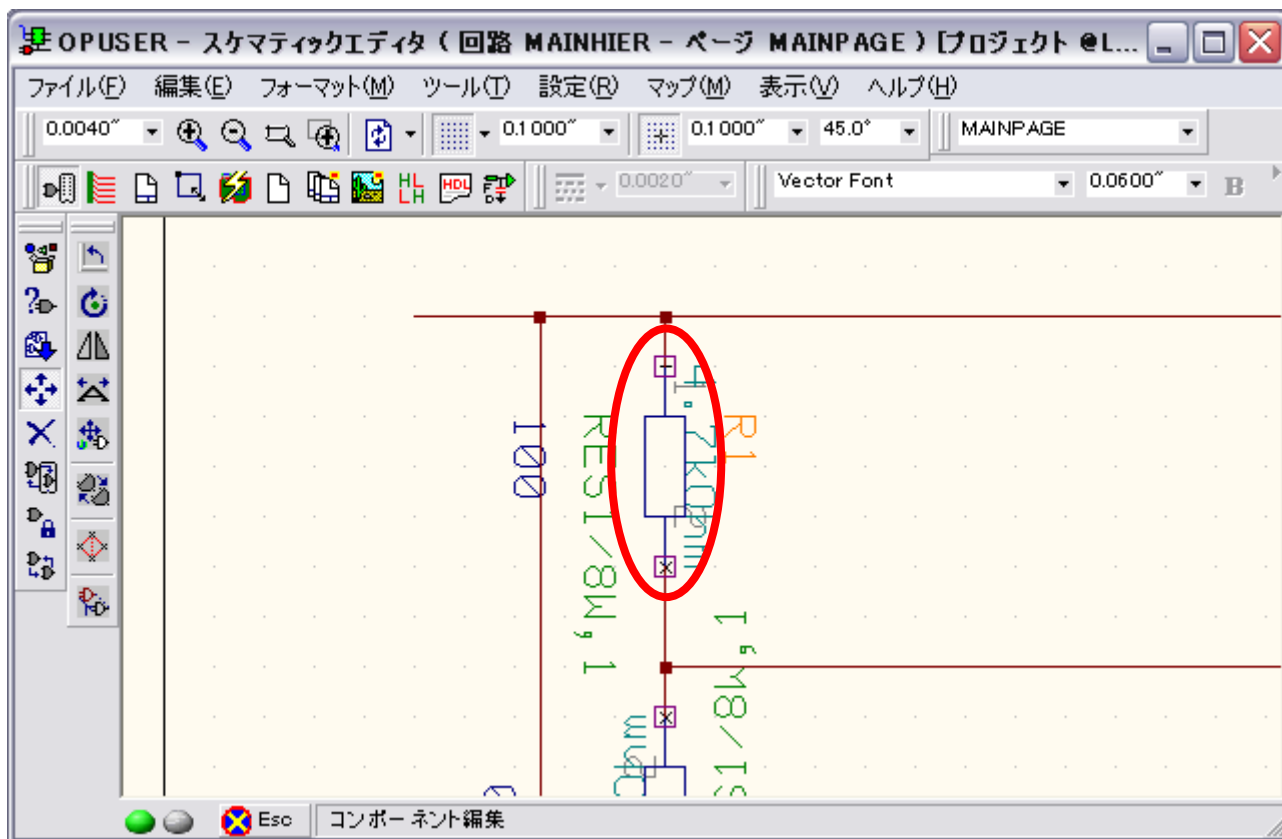 OPUSER - スケマティックエディタ ( 回路 MAINHIER - ページ MAINPAGE ) [プロジェクト @L...
ファイル(F) 編集(E) フォーマット(M) ツール(T) 設定(R) マップ(M) 表示(V) ヘルプ(H)
0.0040" 0.1000" 0.1000" 45.0° MAINPAGE
HL LH HDL 0.0020" Vector Font 0.0600" B
100
RES1/8W,1
4.7kOhm
R1
Esc コンポーネント編集